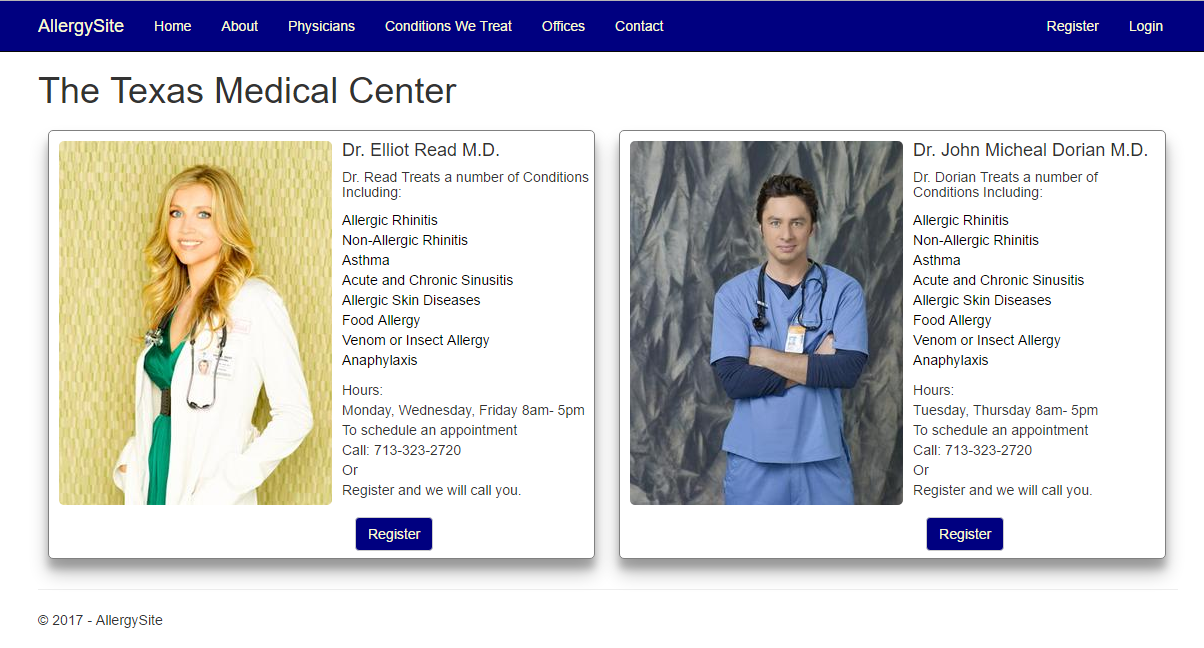 AllergySite Home About Physicians Conditions We Treat Offices Contact Register Login
The Texas Medical Center
Dr. Elliot Read M.D.
Dr. Read Treats a number of Conditions
Including:
Allergic Rhinitis
Non-Allergic Rhinitis
Asthma
Acute and Chronic Sinusitis
Allergic Skin Diseases
Food Allergy
Venom or Insect Allergy
Anaphylaxis
Hours:
Monday, Wednesday, Friday 8am- 5pm
To schedule an appointment
Call: 713-323-2720
Or
Register and we will call you.
Register
Dr. John Micheal Dorian M.D.
Dr. Dorian Treats a number of
Conditions Including:
Allergic Rhinitis
Non-Allergic Rhinitis
Asthma
Acute and Chronic Sinusitis
Allergic Skin Diseases
Food Allergy
Venom or Insect Allergy
Anaphylaxis
Hours:
Tuesday, Thursday 8am- 5pm
To schedule an appointment
Call: 713-323-2720
Or
Register and we will call you.
Register
© 2017 - AllergySite